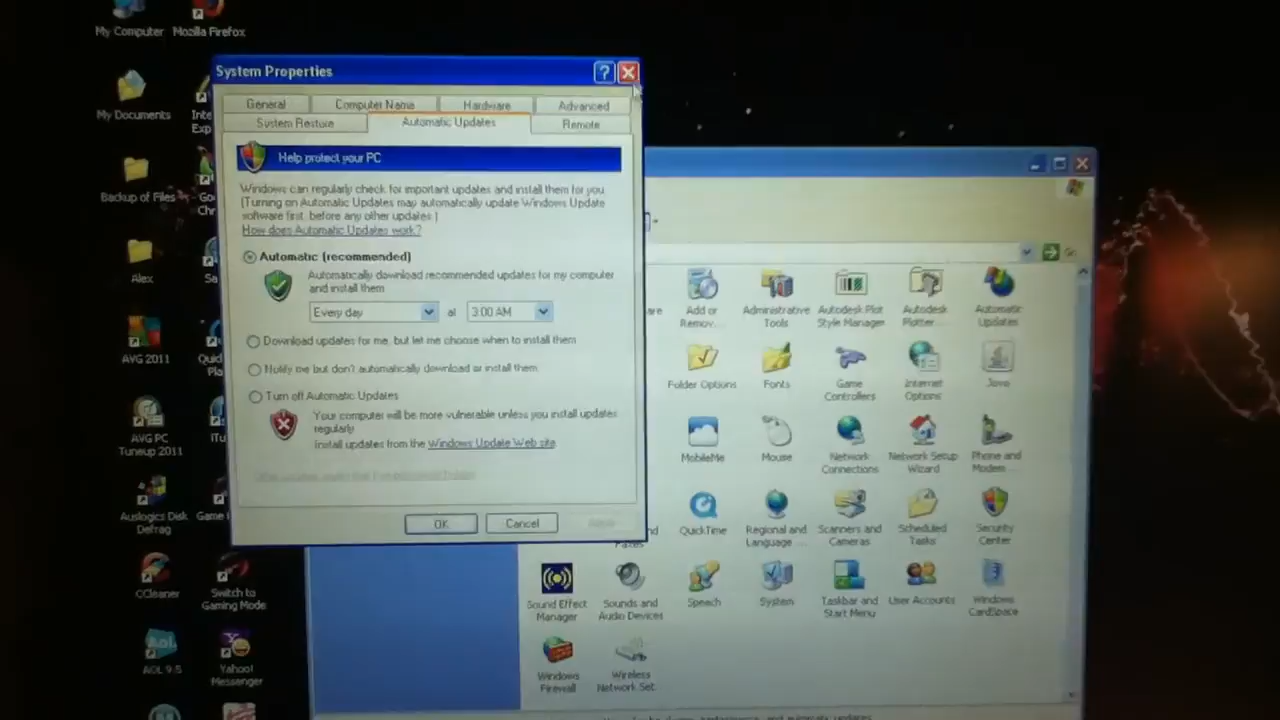 My Computer
Mozilla Firefox
My Documents
Backup of Files
Alex
AVG 2011
AVG PC
Tuneup 2011
Auslogics Disk
Defrag
CCleaner
Switch to
Gaming Mode
AOL 9.5
Yahoo!
Messenger
System Properties
General
Computer Name
Hardware
Advanced
System Restore
Automatic Updates
Remote
Help protect your PC
Windows can regularly check for important updates and install them for you
(Turning on Automatic Updates may automatically update Windows Update
software first, before any other updates )
How does Automatic Updates work?
Automatic (recommended)
Automatically download recommended updates for my computer
and install them
Every day
at
3:00 AM
Download updates for me, but let me choose when to install them
Notify me but don't automatically download or install them
Turn off Automatic Updates
Your computer will be more vulnerable unless you install updates
regularly
Install updates from the Windows Update Web site
OK
Cancel
Add or
Remov...
Administrative
Tools
Autodesk Plot
Style Manager
Autodesk
Plotter...
Automatic
Updates
Folder Options
Fonts
Game
Controllers
Internet
Options
Java
MobileMe
Mouse
Network
Connections
Network Setup
Wizard
Phone and
Modem ...
QuickTime
Regional and
Language ...
Scanners and
Cameras
Scheduled
Tasks
Security
Center
Sound Effect
Manager
Sounds and
Audio Devices
Speech
System
Taskbar and
Start Menu
User Accounts
Windows
CardSpace
Windows
Firewall
Wireless
Network Set